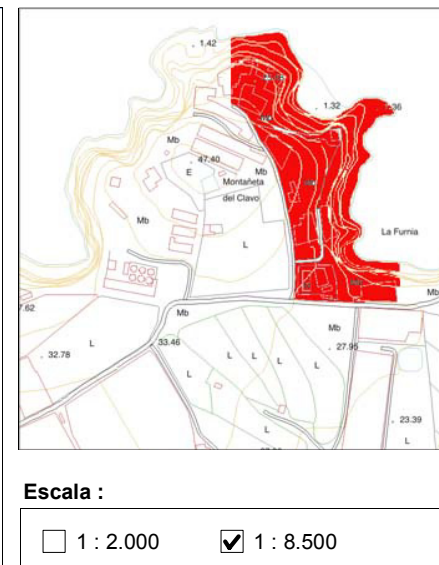 1.42
1.32
Mb
47.40
E
Mb
Montañeta
del Clavo
Mb
L
La Furnia
Mb
7.62
Mb
Mb
33.46
27.95
32.78
L
L
L
L
L
L
L
23.39
L
L
Escala :
1 : 2.000
1 : 8.500